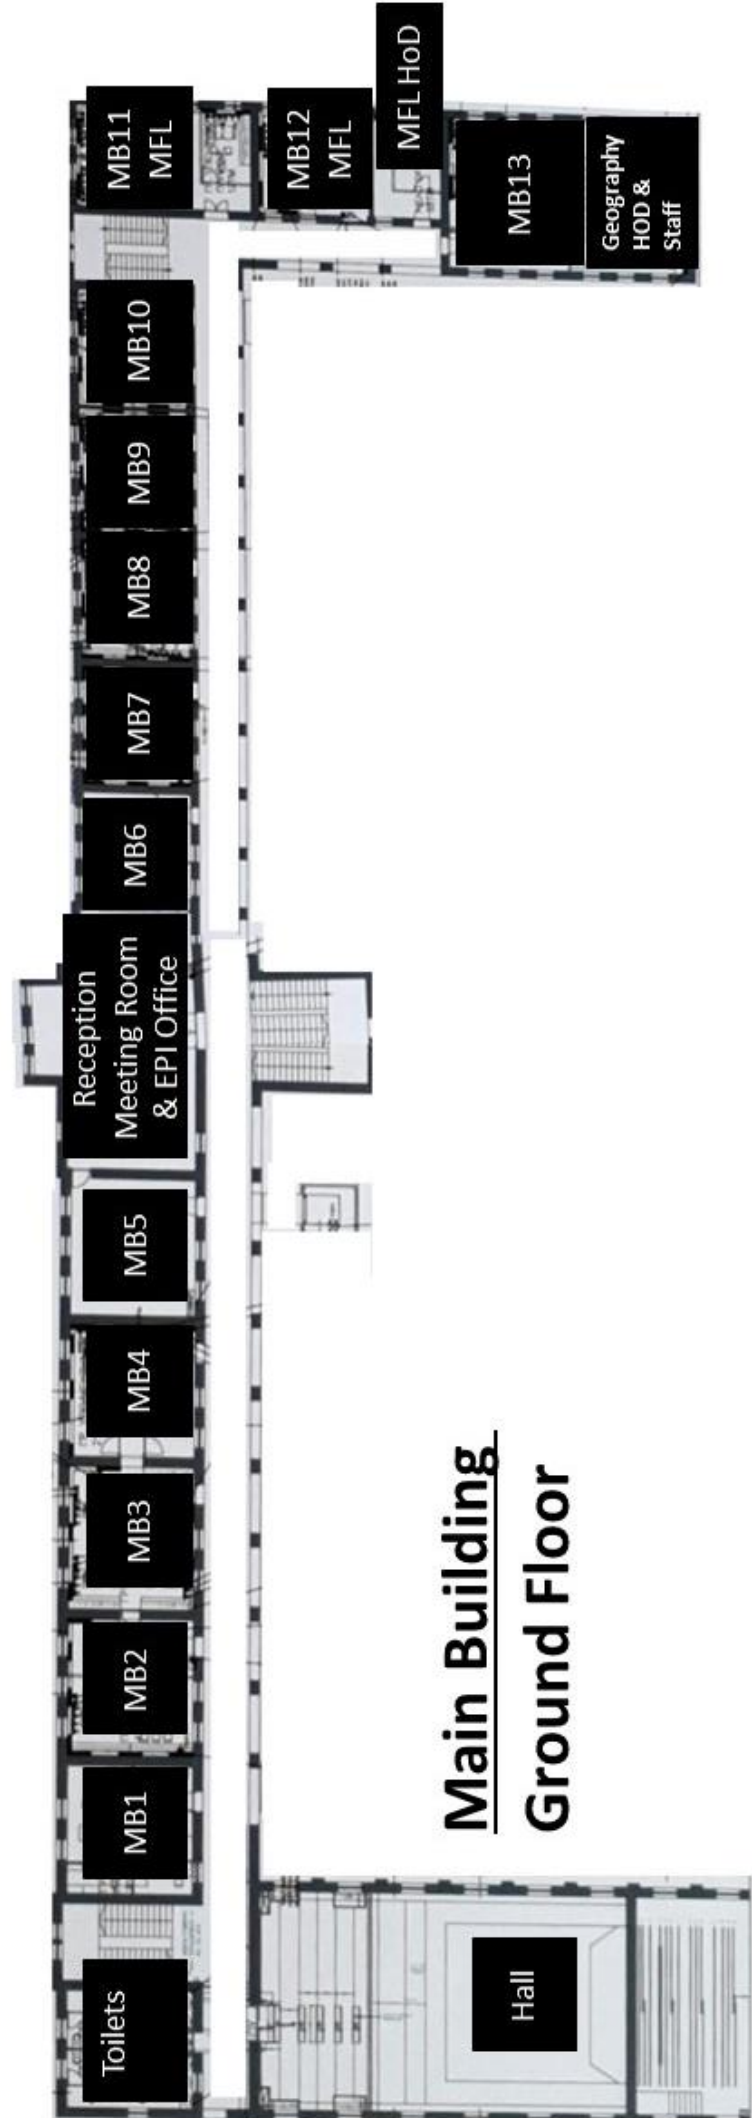 Toilets
MB1
MB2
MB3
MB4
MB5
Reception
Meeting Room
& EPI Office
MB6
MB7
MB8
MB9
MB10
MB11
MFL
MB12
MFL
MFL HoD
MB13
Geography
HOD &
Staff
Main Building
Ground Floor
Hall